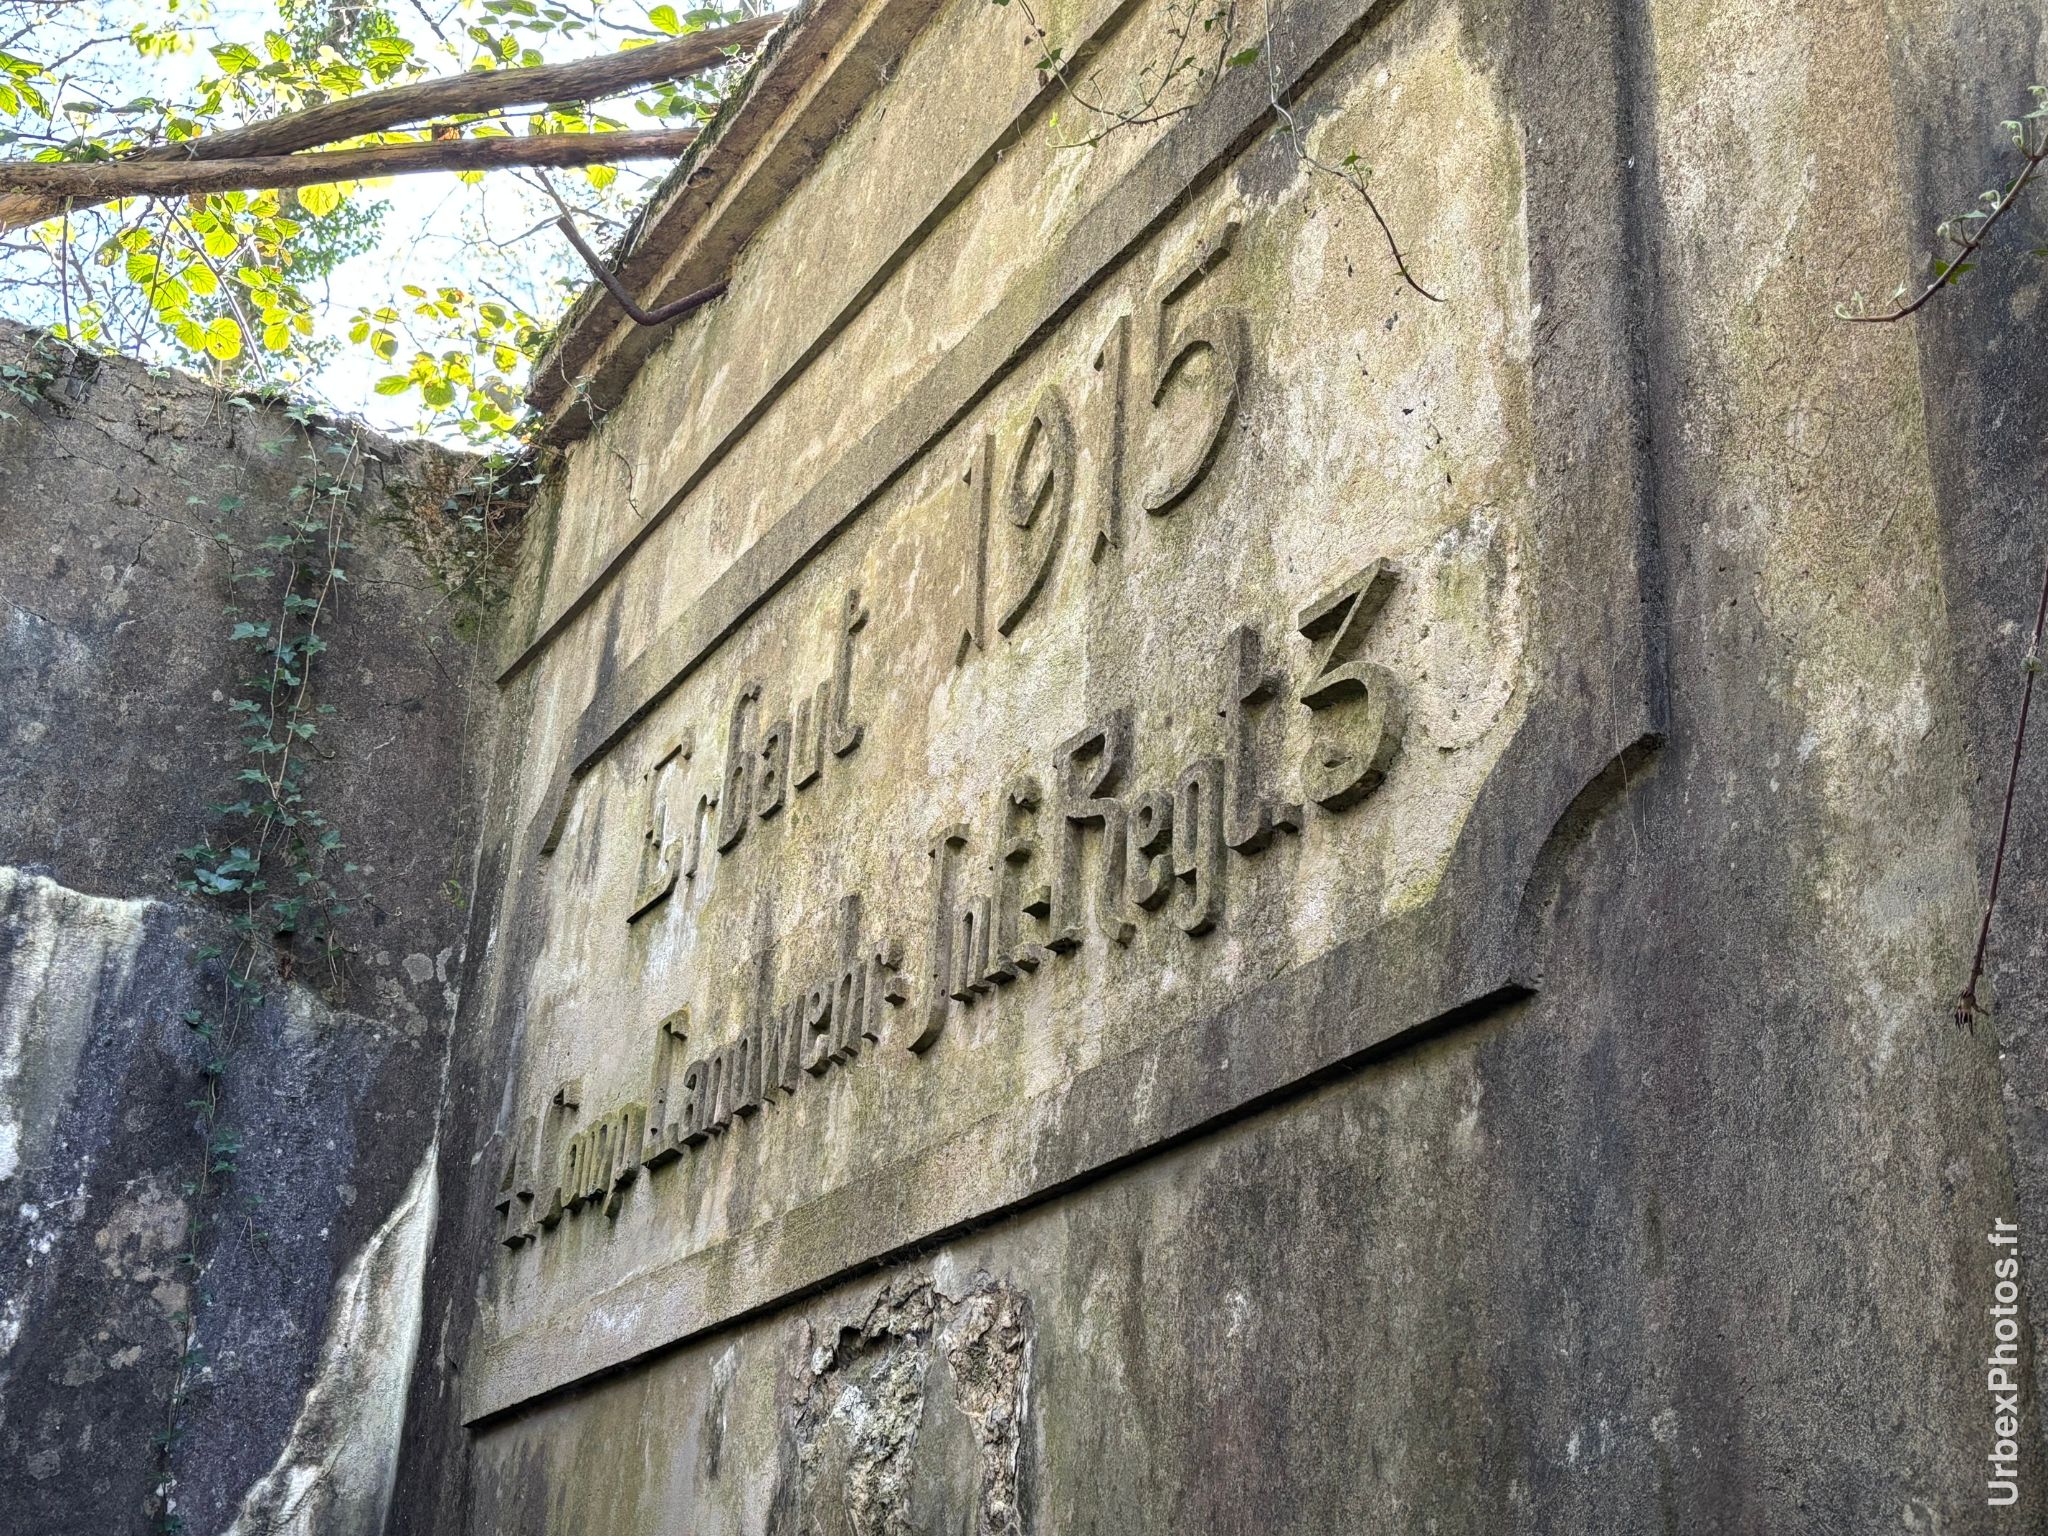 Erbaut 1915
4. Comp. Landwehr-Inf.-Regt. 3
UrbexPhotos.fr